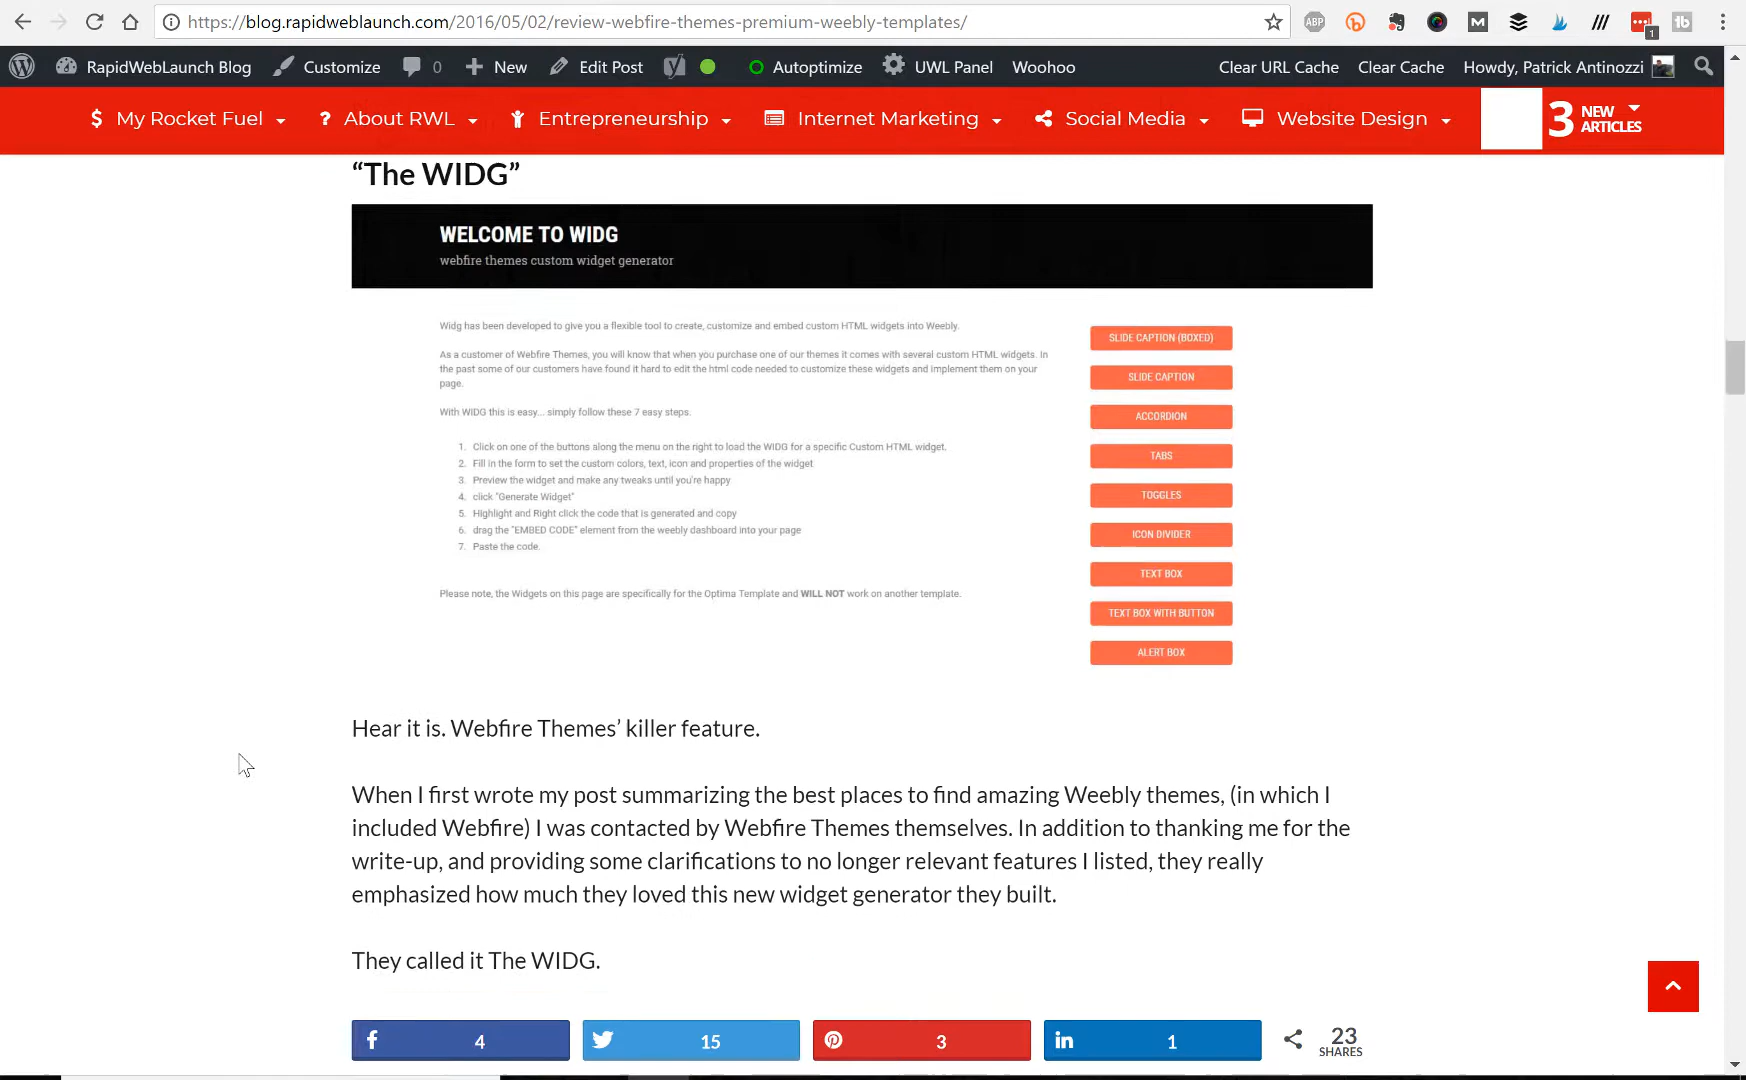 https://blog.rapidweblaunch.com/2016/05/02/review-webfire-themes-premium-weebly-templates/
ABP
M
1
tb
RapidWebLaunch Blog Customize 0 New Edit Post Autoptimize UWL Panel Woohoo Clear URL Cache Clear Cache Howdy, Patrick Antinozzi
$ My Rocket Fuel ? About RWL Entrepreneurship Internet Marketing Social Media Website Design 3 NEW ARTICLES
“The WIDG”
WELCOME TO WIDG
webfire themes custom widget generator
Widg has been developed to give you a flexible tool to create, customize and embed custom HTML widgets into Weebly.
As a customer of Webfire Themes, you will know that when you purchase one of our themes it comes with several custom HTML widgets. In
the past some of our customers have found it hard to edit the html code needed to customize these widgets and implement them on your
page.
With WIDG this is easy... simply follow these 7 easy steps.
1. Click on one of the buttons along the menu on the right to load the WIDG for a specific Custom HTML widget.
2. Fill in the form to set the custom colors, text, icon and properties of the widget
3. Preview the widget and make any tweaks until you're happy
4. click "Generate Widget"
5. Highlight and Right click the code that is generated and copy
6. drag the "EMBED CODE" element from the weebly dashboard into your page
7. Paste the code.
Please note, the Widgets on this page are specifically for the Optima Template and WILL NOT work on another template.
SLIDE CAPTION (BOXED)
SLIDE CAPTION
ACCORDION
TABS
TOGGLES
ICON DIVIDER
TEXT BOX
TEXT BOX WITH BUTTON
ALERT BOX
Hear it is. Webfire Themes’ killer feature.
When I first wrote my post summarizing the best places to find amazing Weebly themes, (in which I
included Webfire) I was contacted by Webfire Themes themselves. In addition to thanking me for the
write-up, and providing some clarifications to no longer relevant features I listed, they really
emphasized how much they loved this new widget generator they built.
They called it The WIDG.
4 15 3 1 23
SHARES